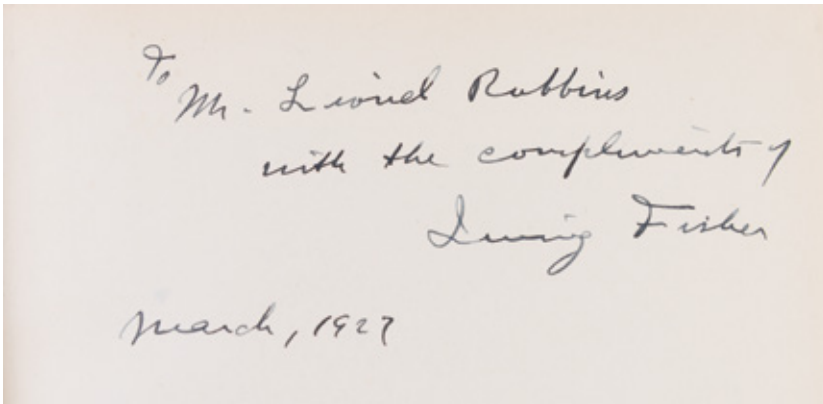 To
Mr. Lionel Robbins
with the compliments of
Irving Fisher
March, 1927